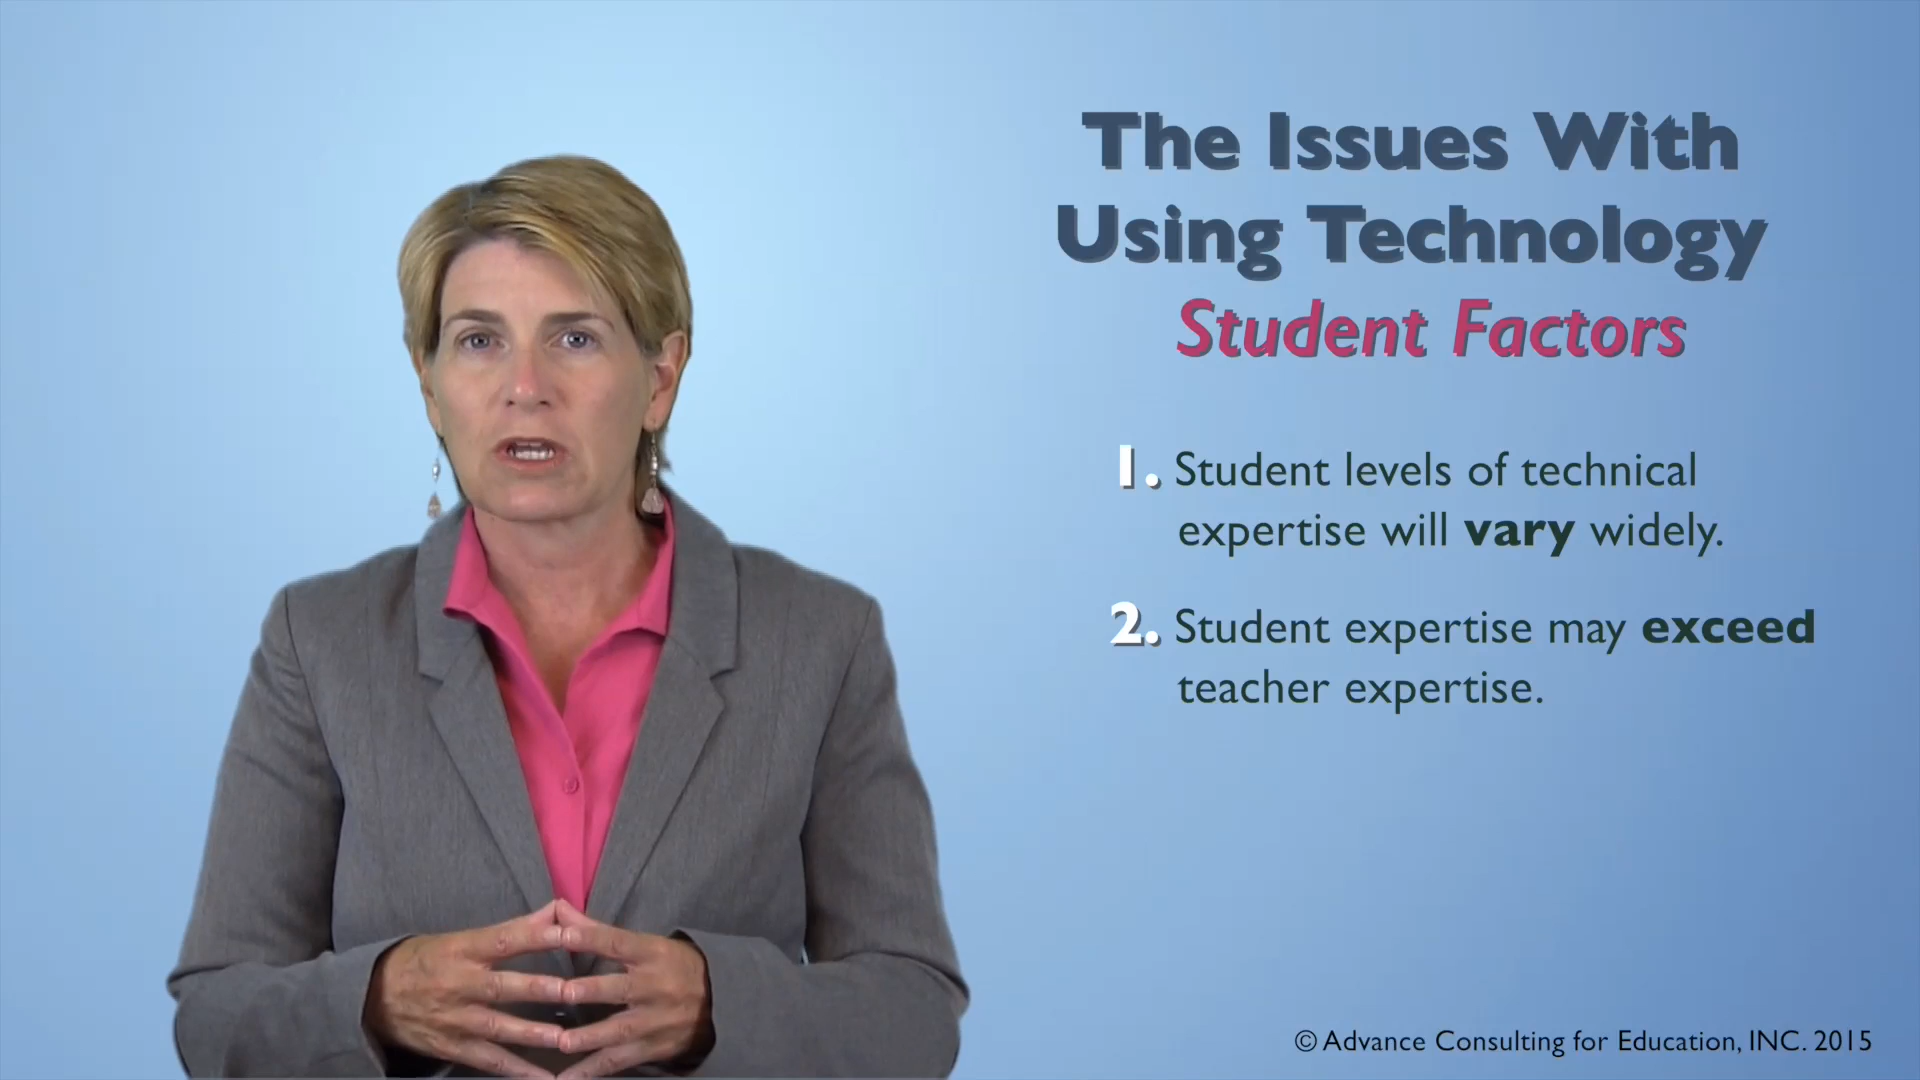 The Issues With
Using Technology
Student Factors
1. Student levels of technical
expertise will vary widely.
2. Student expertise may exceed
teacher expertise.
© Advance Consulting for Education, INC. 2015